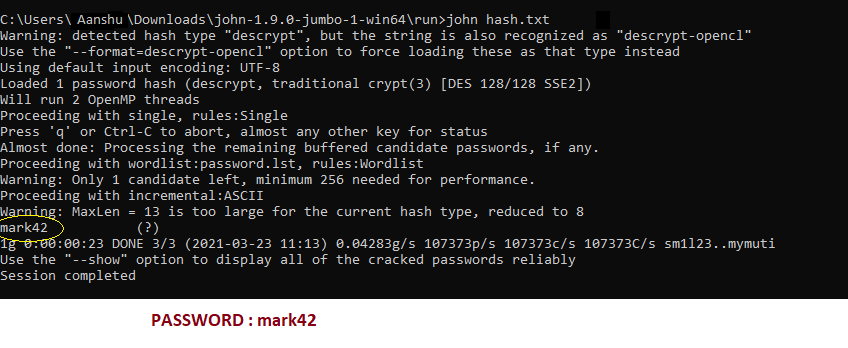 C:\Users\ Aanshu \Downloads\john-1.9.0-jumbo-1-win64\run>john hash.txt
Warning: detected hash type "descrypt", but the string is also recognized as "descrypt-opencl"
Use the "--format=descrypt-opencl" option to force loading these as that type instead
Using default input encoding: UTF-8
Loaded 1 password hash (descrypt, traditional crypt(3) [DES 128/128 SSE2])
Will run 2 OpenMP threads
Proceeding with single, rules:Single
Press 'q' or Ctrl-C to abort, almost any other key for status
Almost done: Processing the remaining buffered candidate passwords, if any.
Proceeding with wordlist:password.lst, rules:Wordlist
Warning: Only 1 candidate left, minimum 256 needed for performance.
Proceeding with incremental:ASCII
Warning: MaxLen = 13 is too large for the current hash type, reduced to 8
mark42 (?)
1g 0:00:00:23 DONE 3/3 (2021-03-23 11:13) 0.04283g/s 107373p/s 107373c/s 107373C/s sm1l23..mymuti
Use the "--show" option to display all of the cracked passwords reliably
Session completed
PASSWORD : mark42